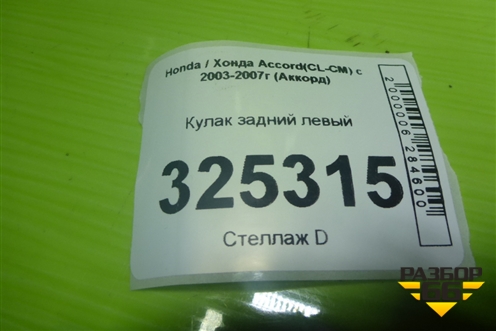 Honda / Хонда Accord(CL-CM) с
2003-2007г (Аккорд)
Кулак задний левый
325315
Стеллаж D
2000006284600
РАЗБОР